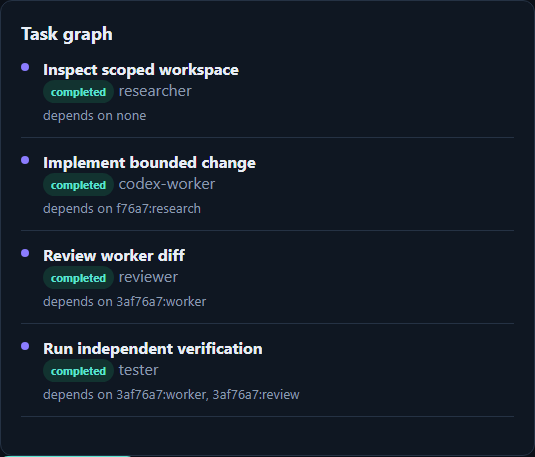 Task graph
Inspect scoped workspace
completed researcher
depends on none
Implement bounded change
completed codex-worker
depends on f76a7:research
Review worker diff
completed reviewer
depends on 3af76a7:worker
Run independent verification
completed tester
depends on 3af76a7:worker, 3af76a7:review